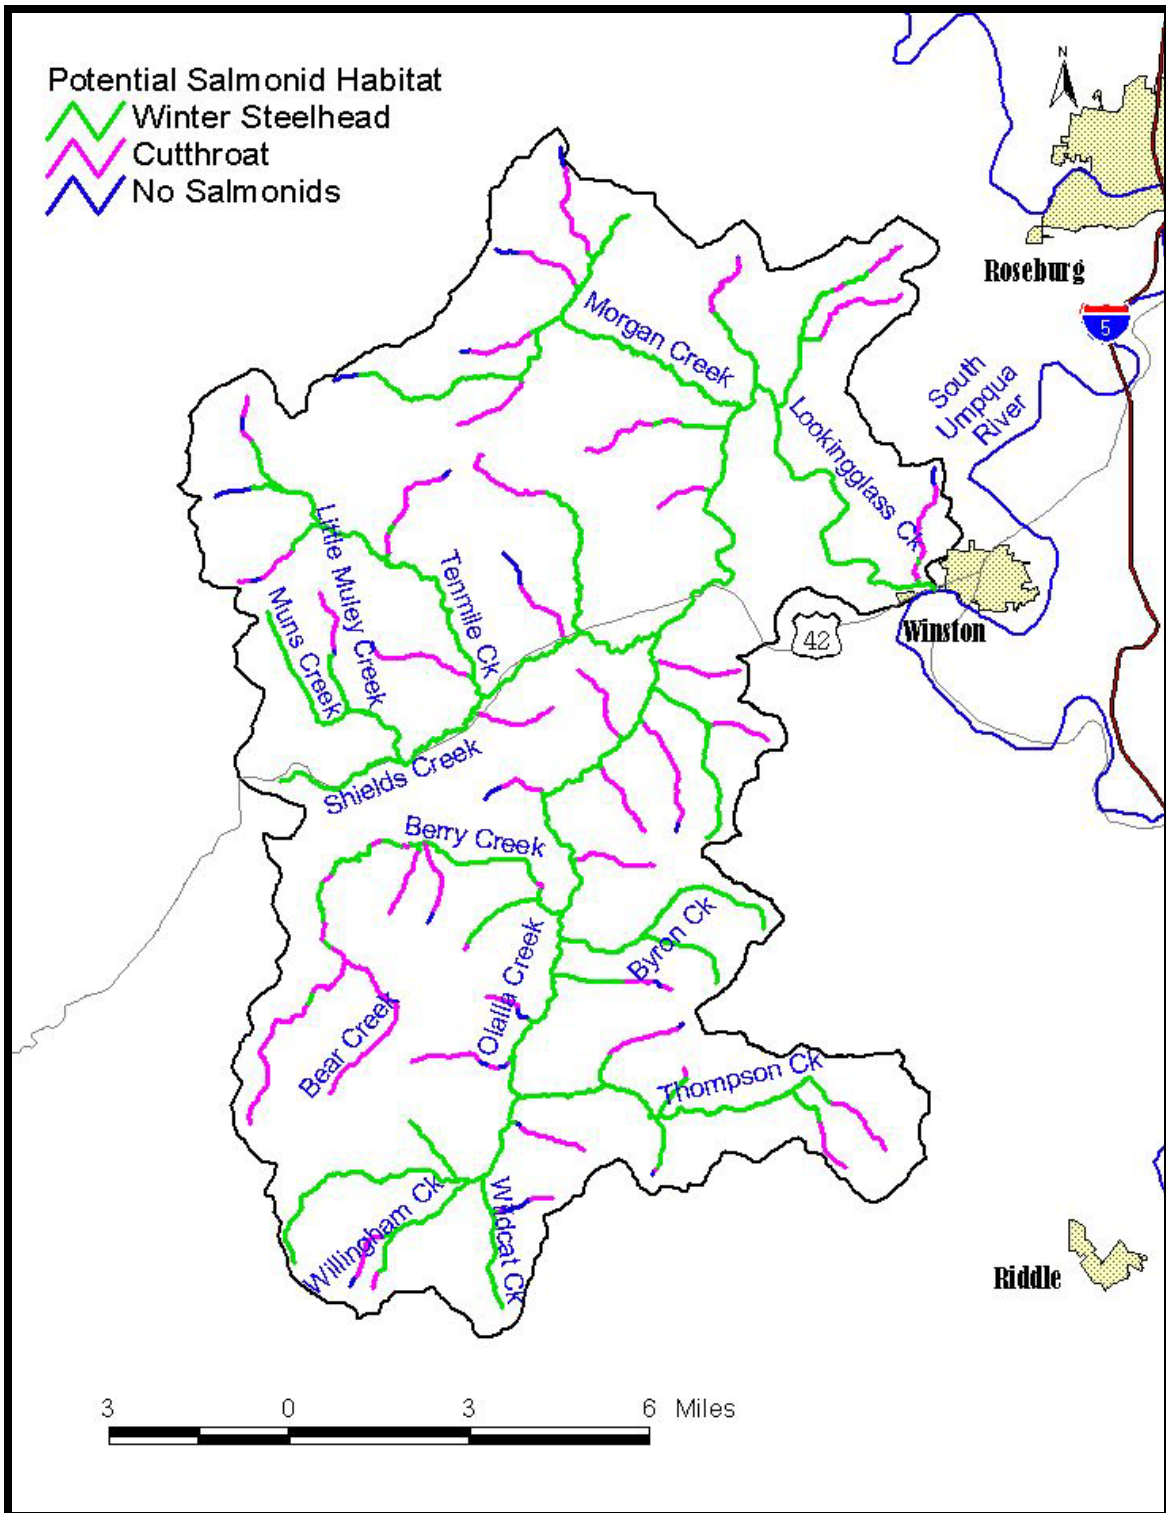 N
Potential Salmonid Habitat
Winter Steelhead
Cutthroat
No Salmonids
Roseburg
5
Morgan Creek
South
Umpqua
River
Lookingglass Ck
Little Muley Creek
Tenmile Ck
Muns Creek
Winston
42
Shields Creek
Berry Creek
Byron Ck
Olalla Creek
Bear Creek
Thompson Ck
Willingham Ck
Wildcat Ck
Riddle
3 0 3 6 Miles